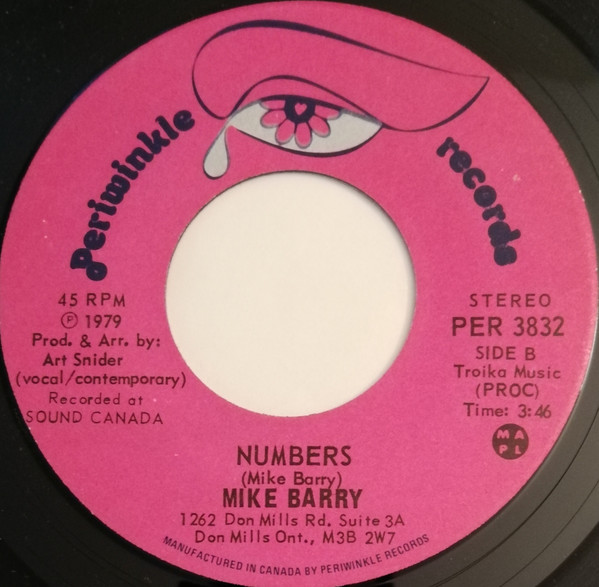 Periwinkle records
45 RPM
℗ 1979
Prod. & Arr. by:
Art Snider
(vocal/contemporary)
Recorded at
SOUND CANADA
STEREO
PER 3832
SIDE B
Troika Music
(PROC)
Time: 3:46
M A
P L
NUMBERS
(Mike Barry)
MIKE BARRY
1262 Don Mills Rd. Suite 3A
Don Mills Ont., M3B 2W7
MANUFACTURED IN CANADA BY PERIWINKLE RECORDS